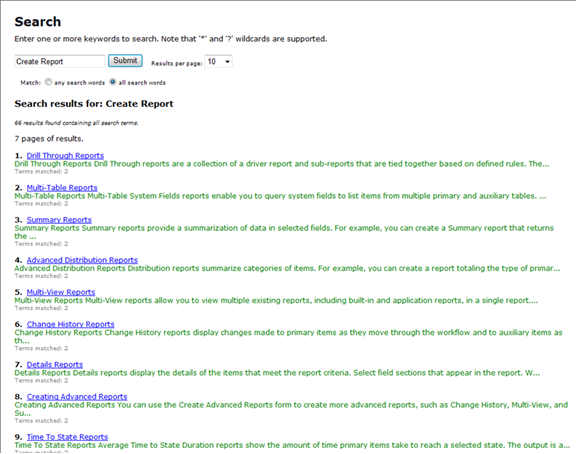 Search
Enter one or more keywords to search. Note that '*' and '?' wildcards are supported.
Create Report Submit Results per page: 10
Match: any search words all search words
Search results for: Create Report
66 results found containing all search terms.
7 pages of results.
1. Drill Through Reports
Drill Through Reports Drill Through reports are a collection of a driver report and sub-reports that are tied together based on defined rules. The...
Terms matched: 2
2. Multi-Table Reports
Multi-Table Reports Multi-Table System Fields reports enable you to query system fields to list items from multiple primary and auxiliary tables. ...
Terms matched: 2
3. Summary Reports
Summary Reports Summary reports provide a summarization of data in selected fields. For example, you can create a Summary report that returns
the ...
Terms matched: 2
4. Advanced Distribution Reports
Advanced Distribution Reports Distribution reports summarize categories of items. For example, you can create a report totaling the type of primar...
Terms matched: 2
5. Multi-View Reports
Multi-View Reports Multi-View reports allow you to view multiple existing reports, including built-in and application reports, in a single report....
Terms matched: 2
6. Change History Reports
Change History Reports Change History reports display changes made to primary items as they move through the workflow and to auxiliary items as
th...
Terms matched: 2
7. Details Reports
Details Reports Details reports display the details of the items that meet the report criteria. Select field sections that appear in the report. W...
Terms matched: 2
8. Creating Advanced Reports
Creating Advanced Reports You can use the Create Advanced Reports form to create more advanced reports, such as Change History, Multi-View, and
Su...
Terms matched: 2
9. Time To State Reports
Time To State Reports Average Time to State Duration reports show the amount of time primary items take to reach a selected state. The output is a...